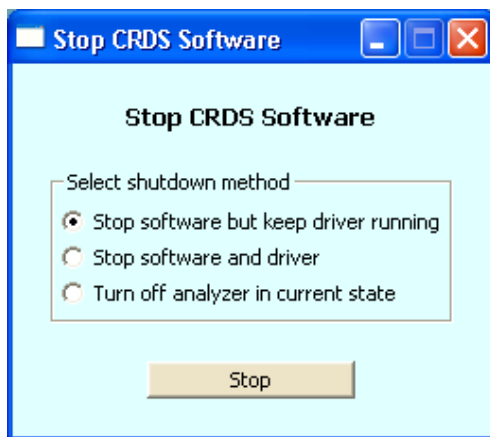 Stop CRDS Software
Stop CRDS Software
Select shutdown method
Stop software but keep driver running
Stop software and driver
Turn off analyzer in current state
Stop